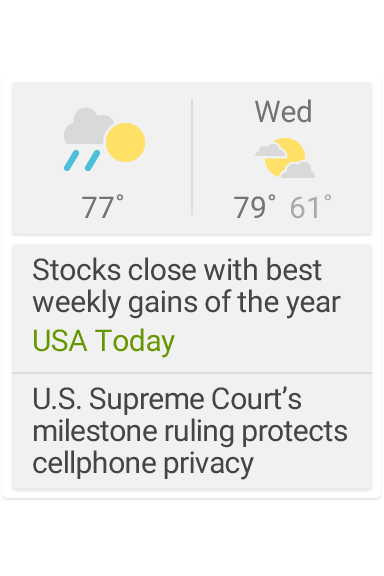 Wed
77°
79° 61°
Stocks close with best
weekly gains of the year
USA Today
U.S. Supreme Court’s
milestone ruling protects
cellphone privacy